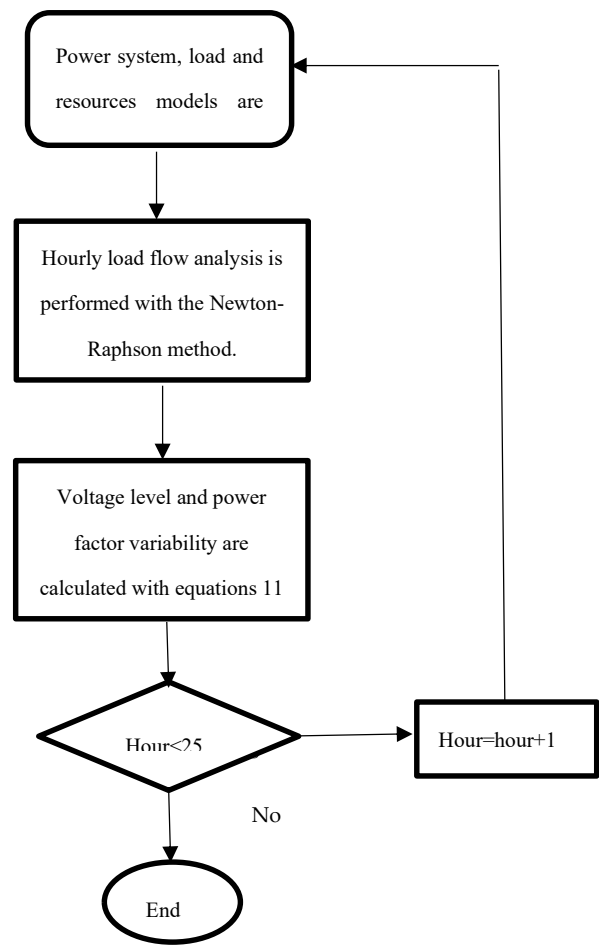 Power system, load and
resources models are
Hourly load flow analysis is
performed with the Newton-
Raphson method.
Voltage level and power
factor variability are
calculated with equations 11
Hour<25
Hour=hour+1
No
End